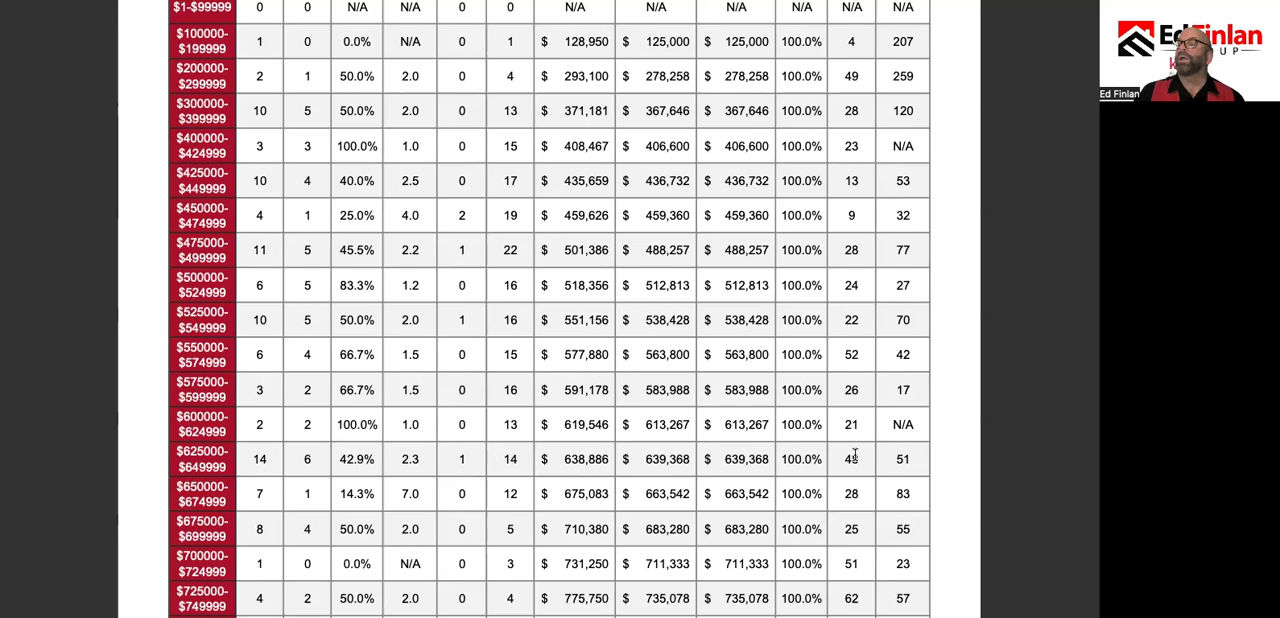 $1-$99999 0 0 N/A N/A 0 0 N/A N/A N/A N/A N/A N/A
$100000-
$199999 1 0 0.0% N/A 0 1 $ 128,950 $ 125,000 $ 125,000 100.0% 4 207
$200000-
$299999 2 1 50.0% 2.0 0 4 $ 293,100 $ 278,258 $ 278,258 100.0% 49 259
$300000-
$399999 10 5 50.0% 2.0 0 13 $ 371,181 $ 367,646 $ 367,646 100.0% 28 120
$400000-
$424999 3 3 100.0% 1.0 0 15 $ 408,467 $ 406,600 $ 406,600 100.0% 23 N/A
$425000-
$449999 10 4 40.0% 2.5 0 17 $ 435,659 $ 436,732 $ 436,732 100.0% 13 53
$450000-
$474999 4 1 25.0% 4.0 2 19 $ 459,626 $ 459,360 $ 459,360 100.0% 9 32
$475000-
$499999 11 5 45.5% 2.2 1 22 $ 501,386 $ 488,257 $ 488,257 100.0% 28 77
$500000-
$524999 6 5 83.3% 1.2 0 16 $ 518,356 $ 512,813 $ 512,813 100.0% 24 27
$525000-
$549999 10 5 50.0% 2.0 1 16 $ 551,156 $ 538,428 $ 538,428 100.0% 22 70
$550000-
$574999 6 4 66.7% 1.5 0 15 $ 577,880 $ 563,800 $ 563,800 100.0% 52 42
$575000-
$599999 3 2 66.7% 1.5 0 16 $ 591,178 $ 583,988 $ 583,988 100.0% 26 17
$600000-
$624999 2 2 100.0% 1.0 0 13 $ 619,546 $ 613,267 $ 613,267 100.0% 21 N/A
$625000-
$649999 14 6 42.9% 2.3 1 14 $ 638,886 $ 639,368 $ 639,368 100.0% 51
$650000-
$674999 7 1 14.3% 7.0 0 12 $ 675,083 $ 663,542 $ 663,542 100.0% 28 83
$675000-
$699999 8 4 50.0% 2.0 0 5 $ 710,380 $ 683,280 $ 683,280 100.0% 25 55
$700000-
$724999 1 0 0.0% N/A 0 3 $ 731,250 $ 711,333 $ 711,333 100.0% 51 23
$725000-
$749999 4 2 50.0% 2.0 0 4 $ 775,750 $ 735,078 $ 735,078 100.0% 62 57
Ed Finlan
Ed Finlan